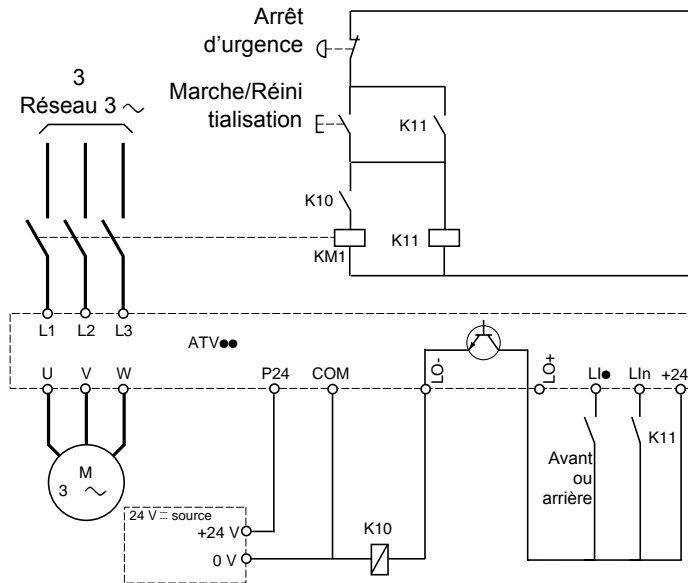 Arrêt
d’urgence
3
Réseau 3 ~
Marche/Réini
tialisation
K11
K10
KM1
K11
L1 L2 L3
ATV●●
U V W
P24 COM LO- LO+ LI● LIn +24
K11
Avant
ou
arrière
M
3 ~
24 V ⎓ source
+24 V
0 V
K10